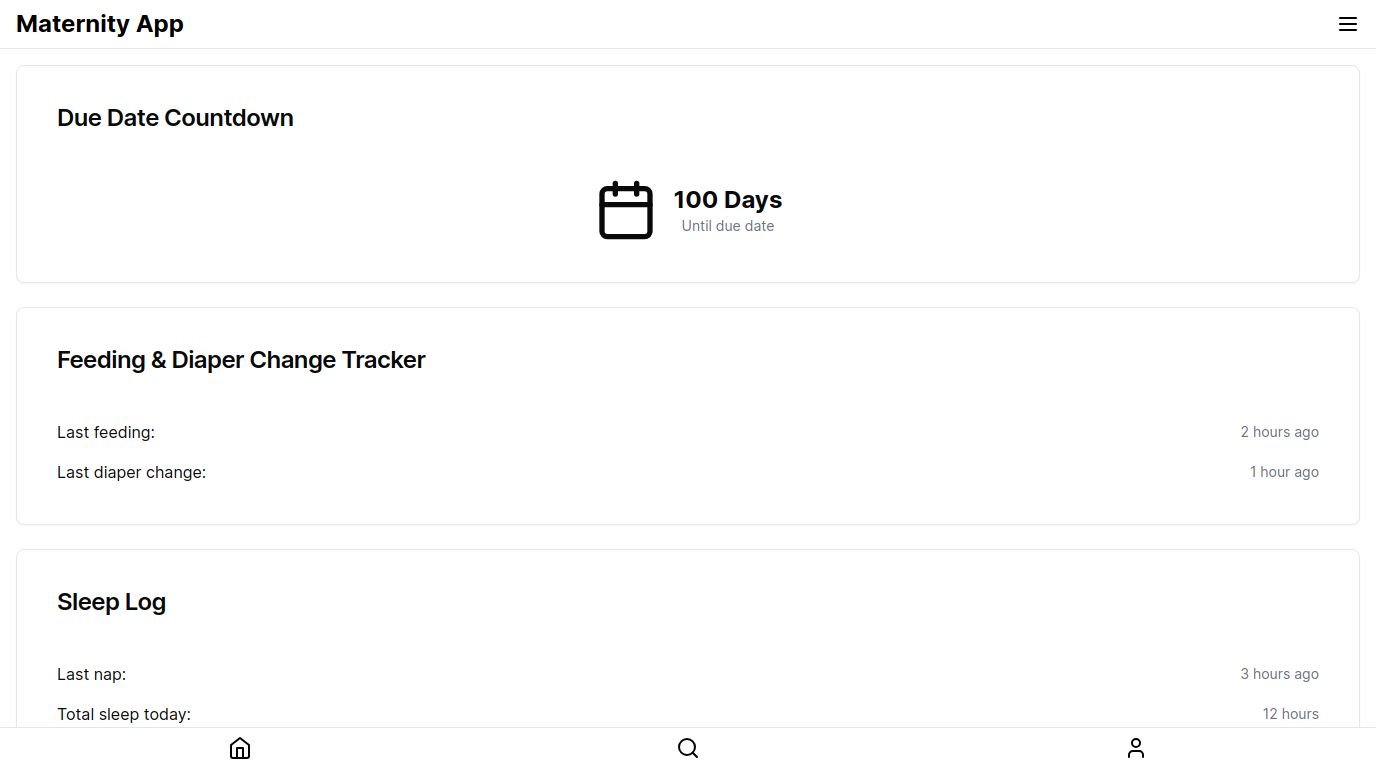 Maternity App
Due Date Countdown
100 Days
Until due date
Feeding & Diaper Change Tracker
Last feeding: 2 hours ago
Last diaper change: 1 hour ago
Sleep Log
Last nap: 3 hours ago
Total sleep today: 12 hours